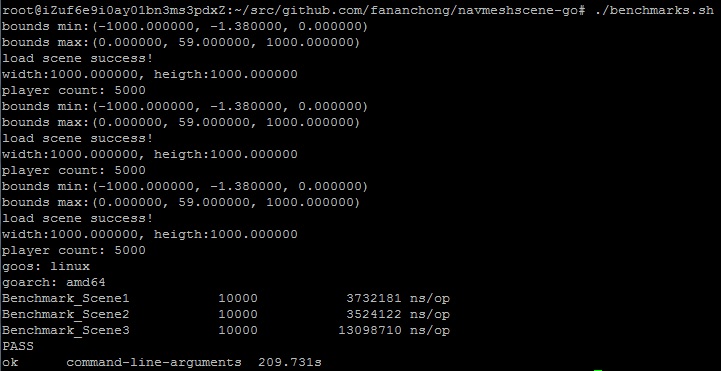 root@iZuf6e9i0ay01bn3ms3pdxZ:~/src/github.com/fananchong/navmeshscene-go# ./benchmarks.sh
bounds min:(-1000.000000, -1.380000, 0.000000)
bounds max:(0.000000, 59.000000, 1000.000000)
load scene success!
width:1000.000000, heigth:1000.000000
player count: 5000
bounds min:(-1000.000000, -1.380000, 0.000000)
bounds max:(0.000000, 59.000000, 1000.000000)
load scene success!
width:1000.000000, heigth:1000.000000
player count: 5000
bounds min:(-1000.000000, -1.380000, 0.000000)
bounds max:(0.000000, 59.000000, 1000.000000)
load scene success!
width:1000.000000, heigth:1000.000000
player count: 5000
goos: linux
goarch: amd64
Benchmark_Scene1           10000           3732181 ns/op
Benchmark_Scene2           10000           3524122 ns/op
Benchmark_Scene3           10000          13098710 ns/op
PASS
ok      command-line-arguments  209.731s